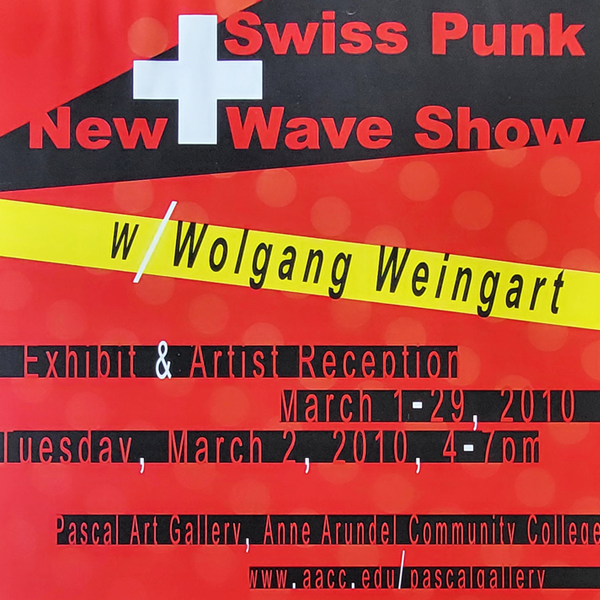 Swiss Punk
New Wave Show
w/Wolgang Weingart
Exhibit & Artist Reception
March 1-29, 2010
Tuesday, March 2, 2010, 4-7pm
Pascal Art Gallery, Anne Arundel Community College
www.aacc.edu/pascalgallery